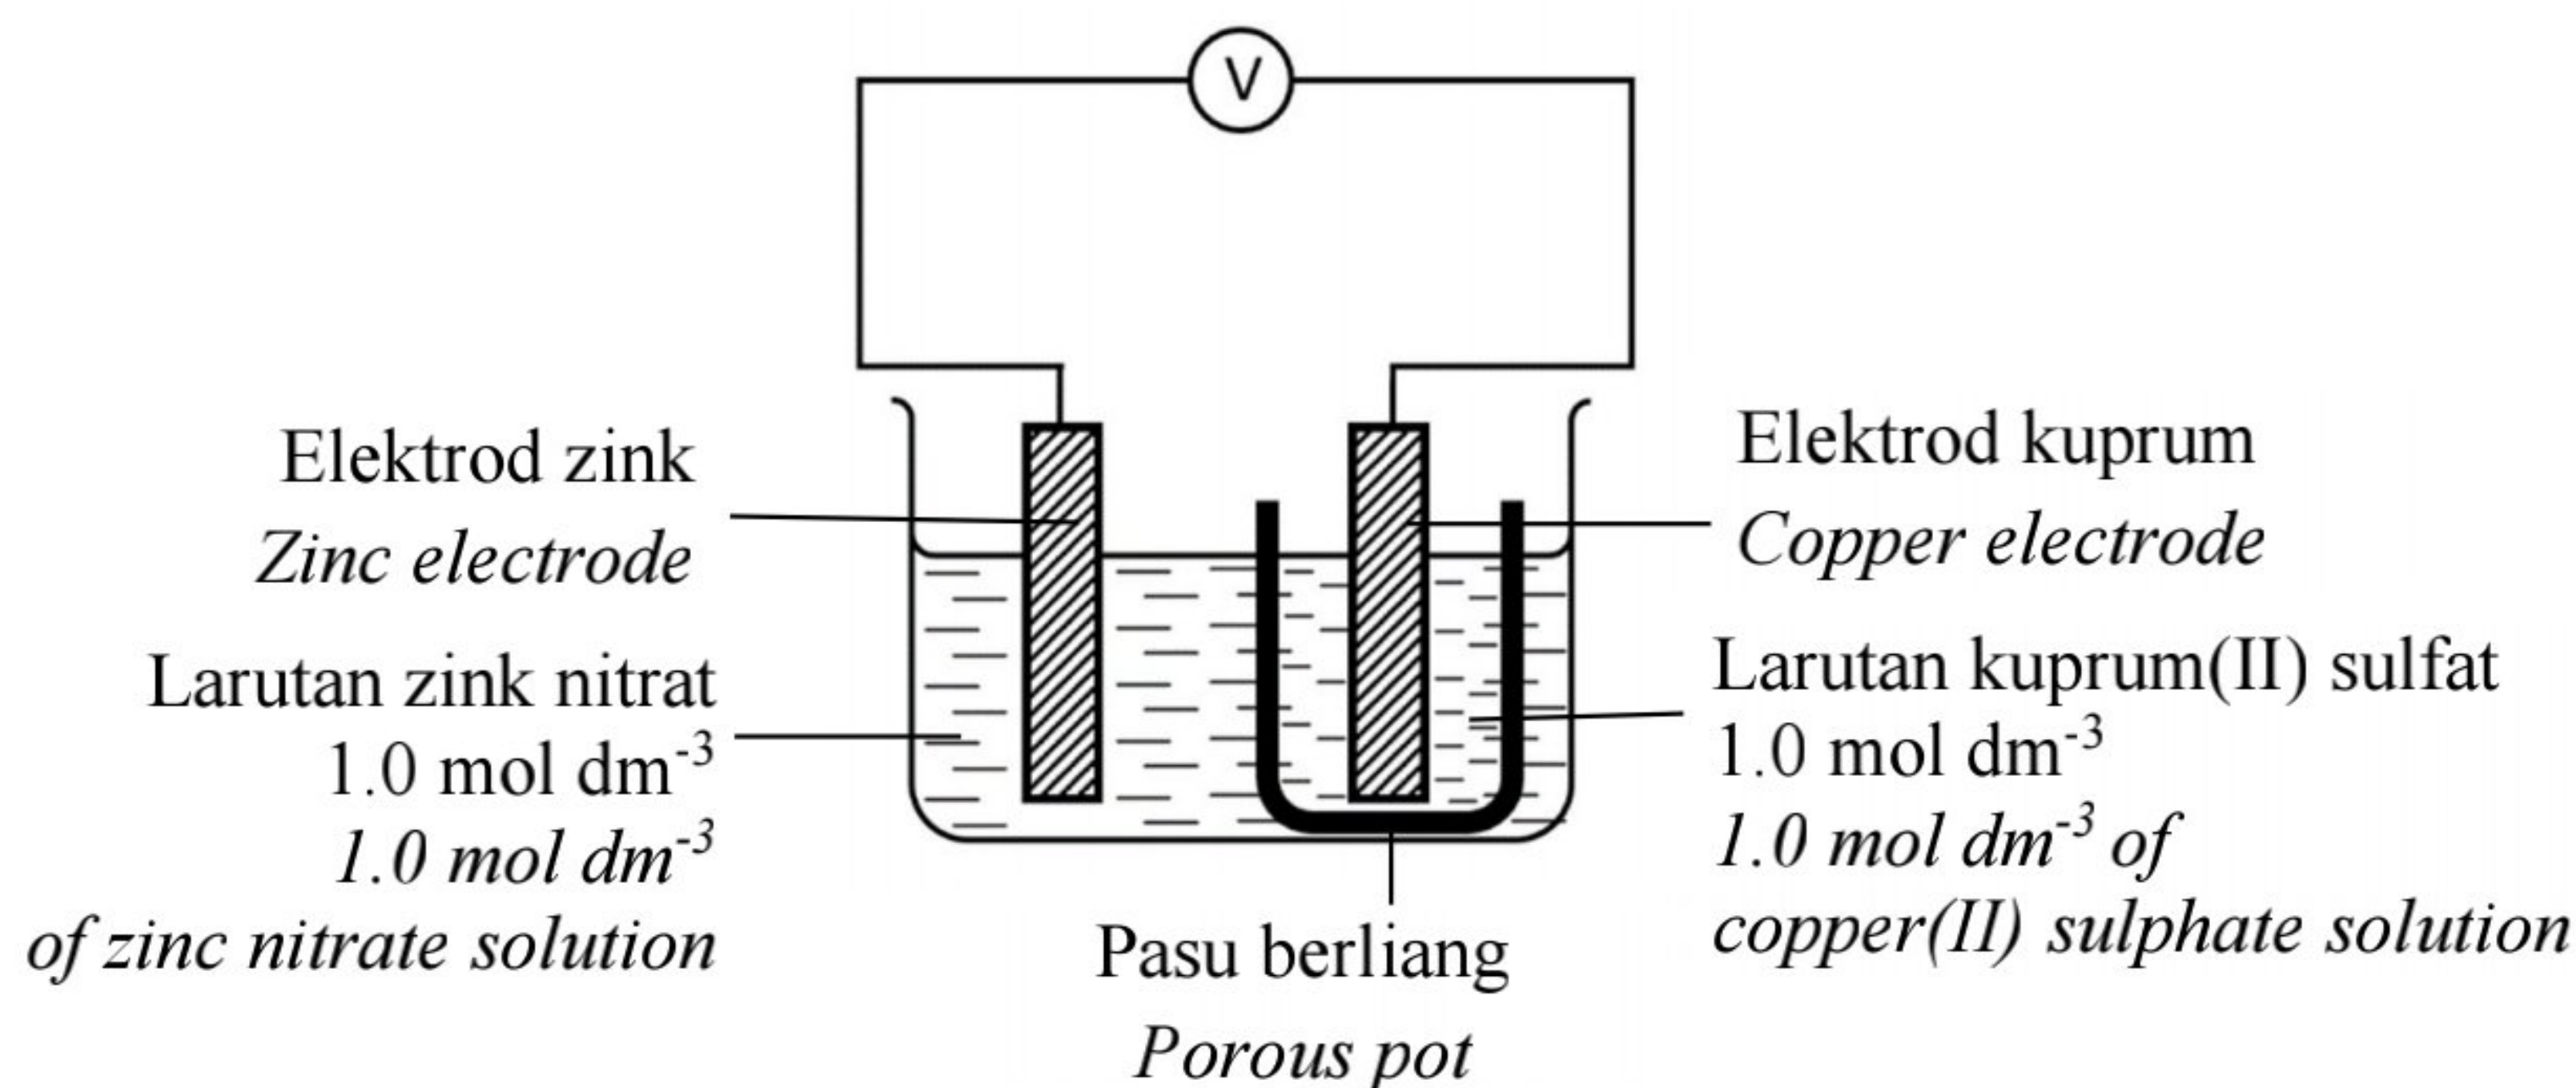 V
Elektrod zink
Zinc electrode
Larutan zink nitrat
1.0 mol dm⁻³
1.0 mol dm⁻³
of zinc nitrate solution
Elektrod kuprum
Copper electrode
Larutan kuprum(II) sulfat
1.0 mol dm⁻³
1.0 mol dm⁻³ of
copper(II) sulphate solution
Pasu berliang
Porous pot